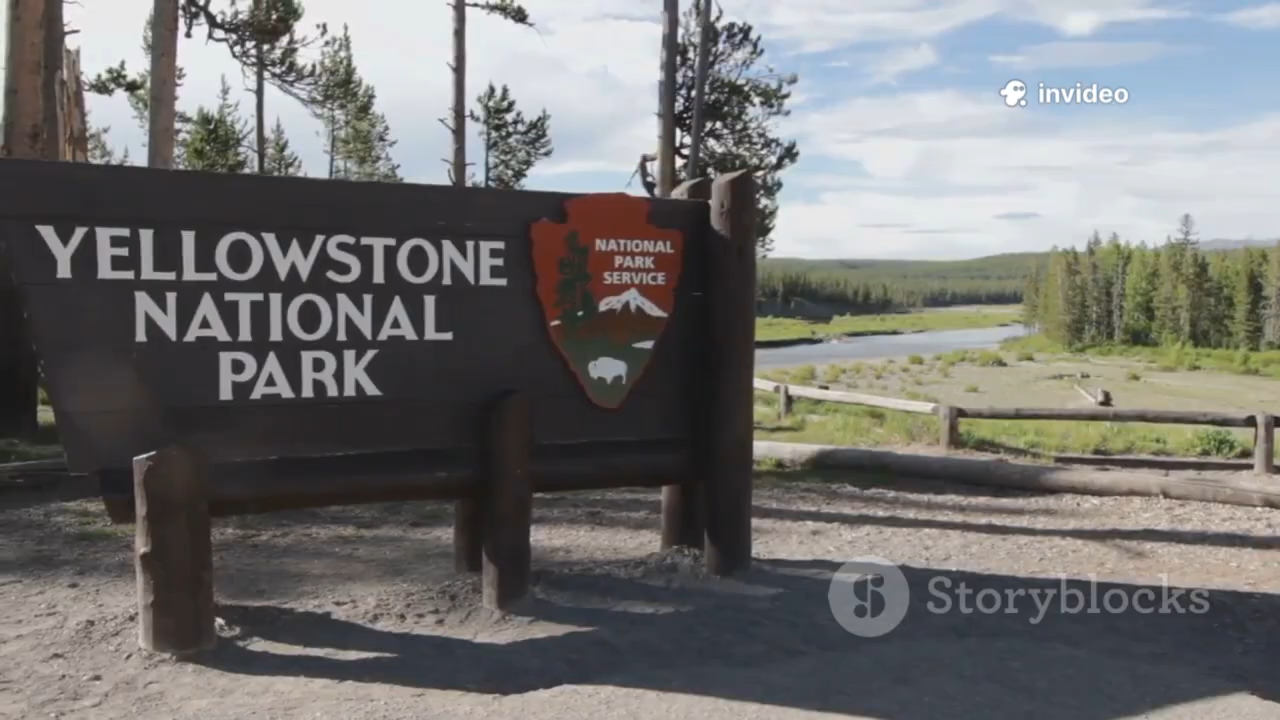 invideo
YELLOWSTONE
NATIONAL
PARK
NATIONAL
PARK
SERVICE
Storyblocks